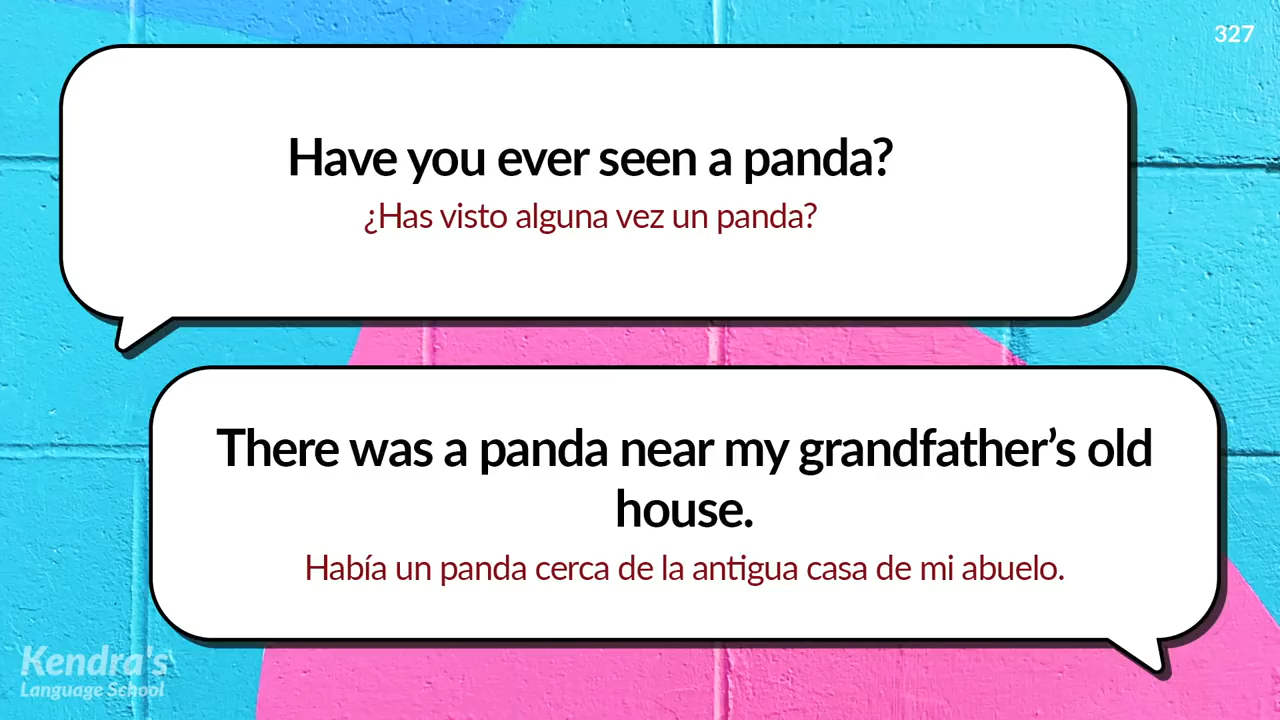 327
Have you ever seen a panda?
¿Has visto alguna vez un panda?
There was a panda near my grandfather’s old
house.
Había un panda cerca de la antigua casa de mi abuelo.
Kendra's
Language School